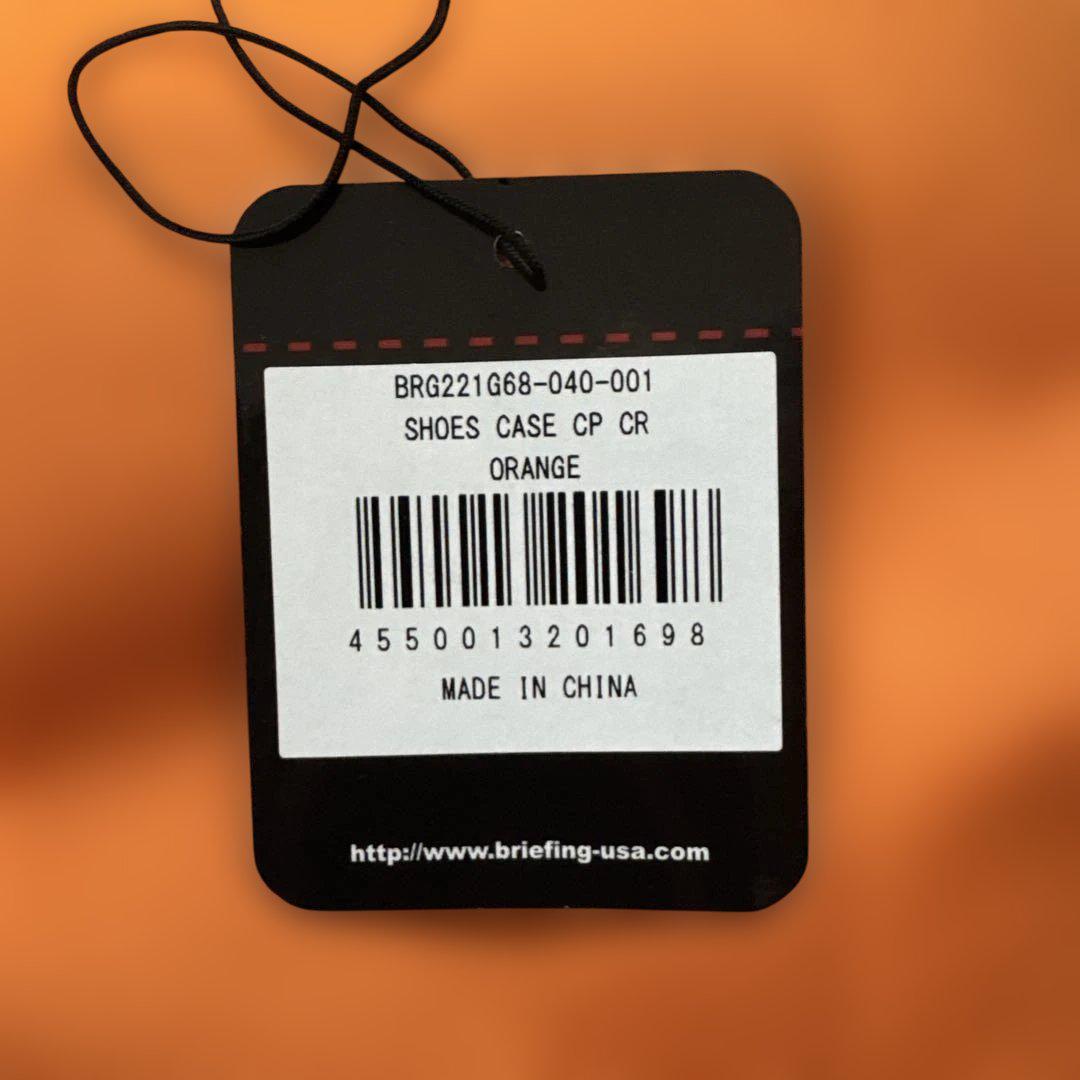 BRG221G68-040-001
SHOES CASE CP CR
ORANGE
4550013201698
MADE IN CHINA
http://www.briefing-usa.com